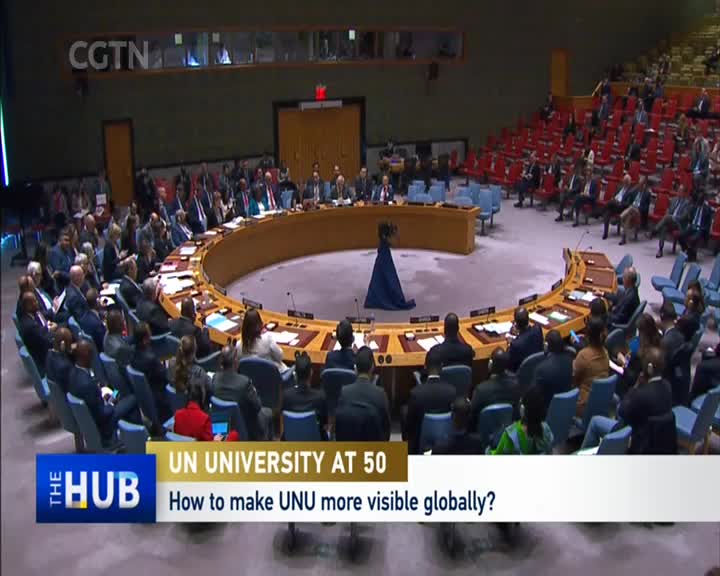 CGTN
UN UNIVERSITY AT 50
THE HUB
How to make UNU more visible globally?